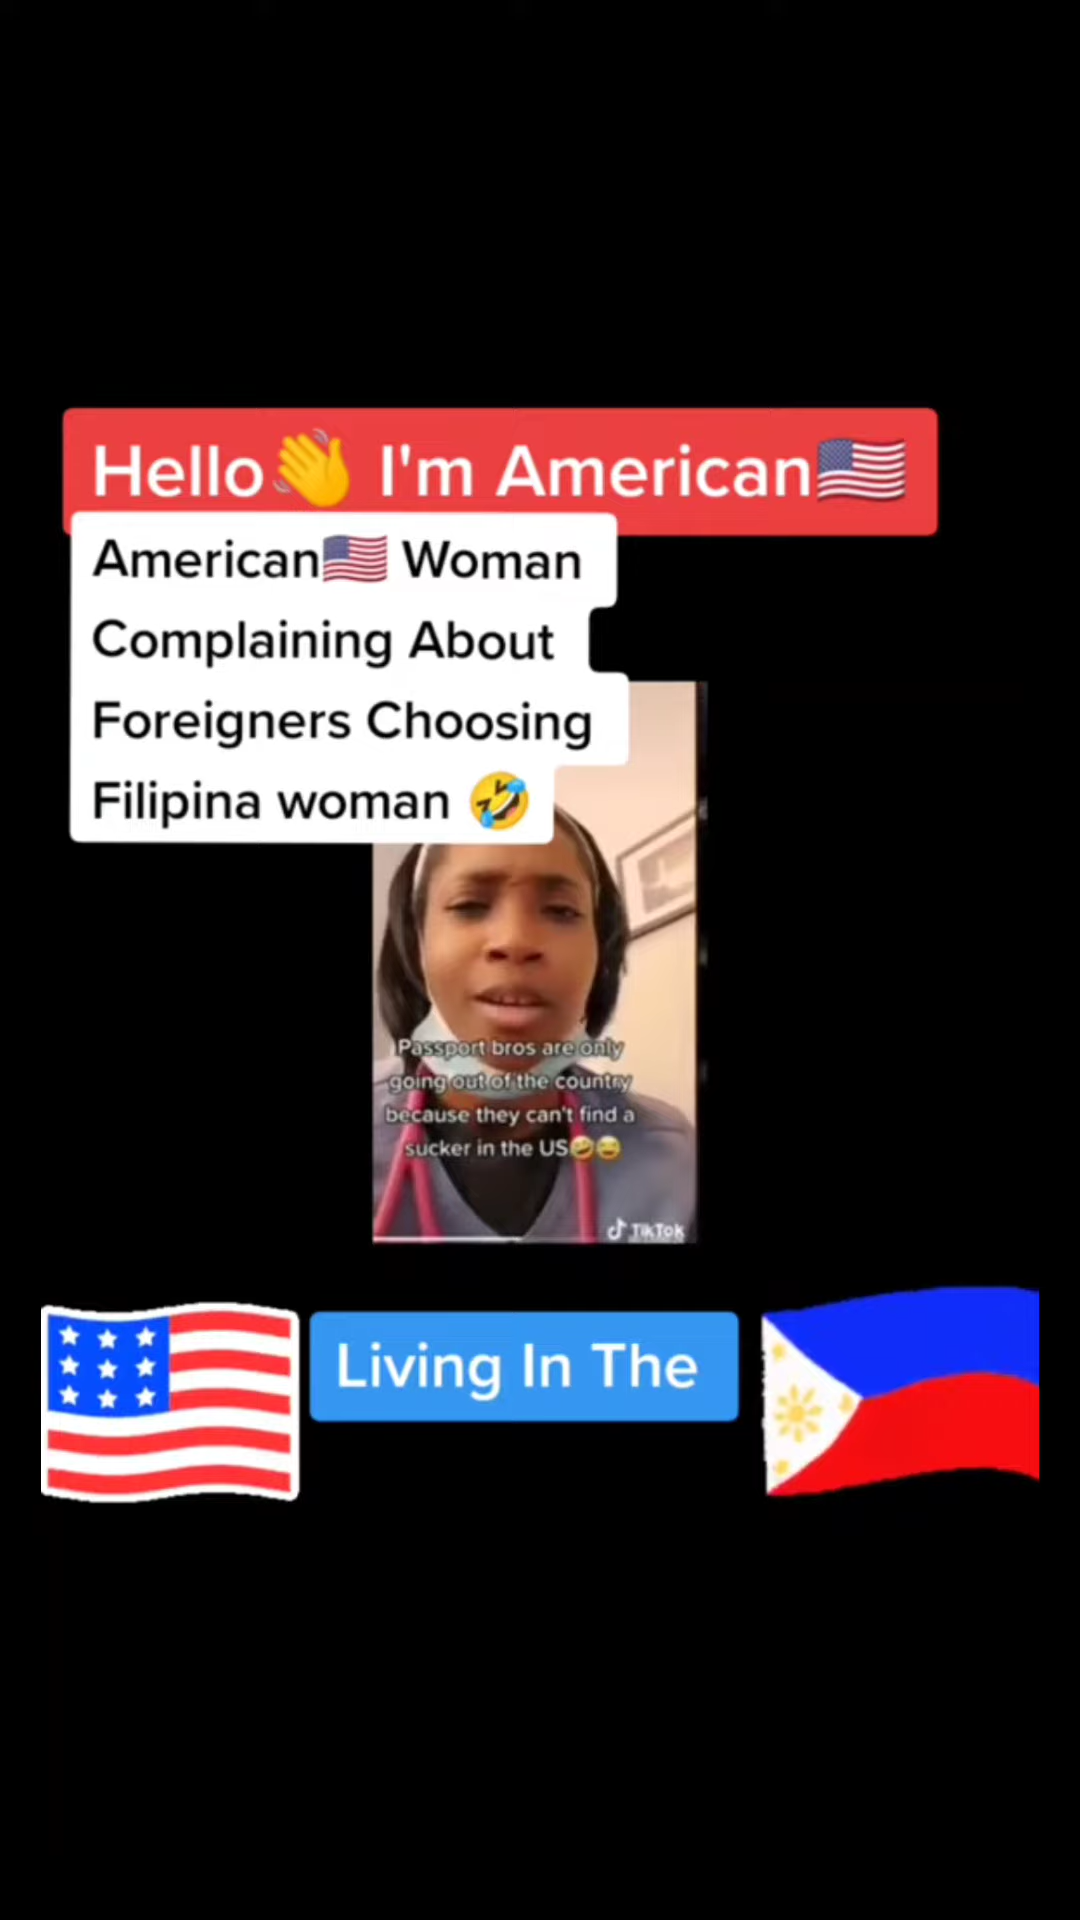 Hello👋 I'm American🇺🇸
American🇺🇸 Woman
Complaining About
Foreigners Choosing
Filipina woman 🤣
Passport bros are only
going out of the country
because they can't find a
sucker in the US🤣😂
TikTok
Living In The